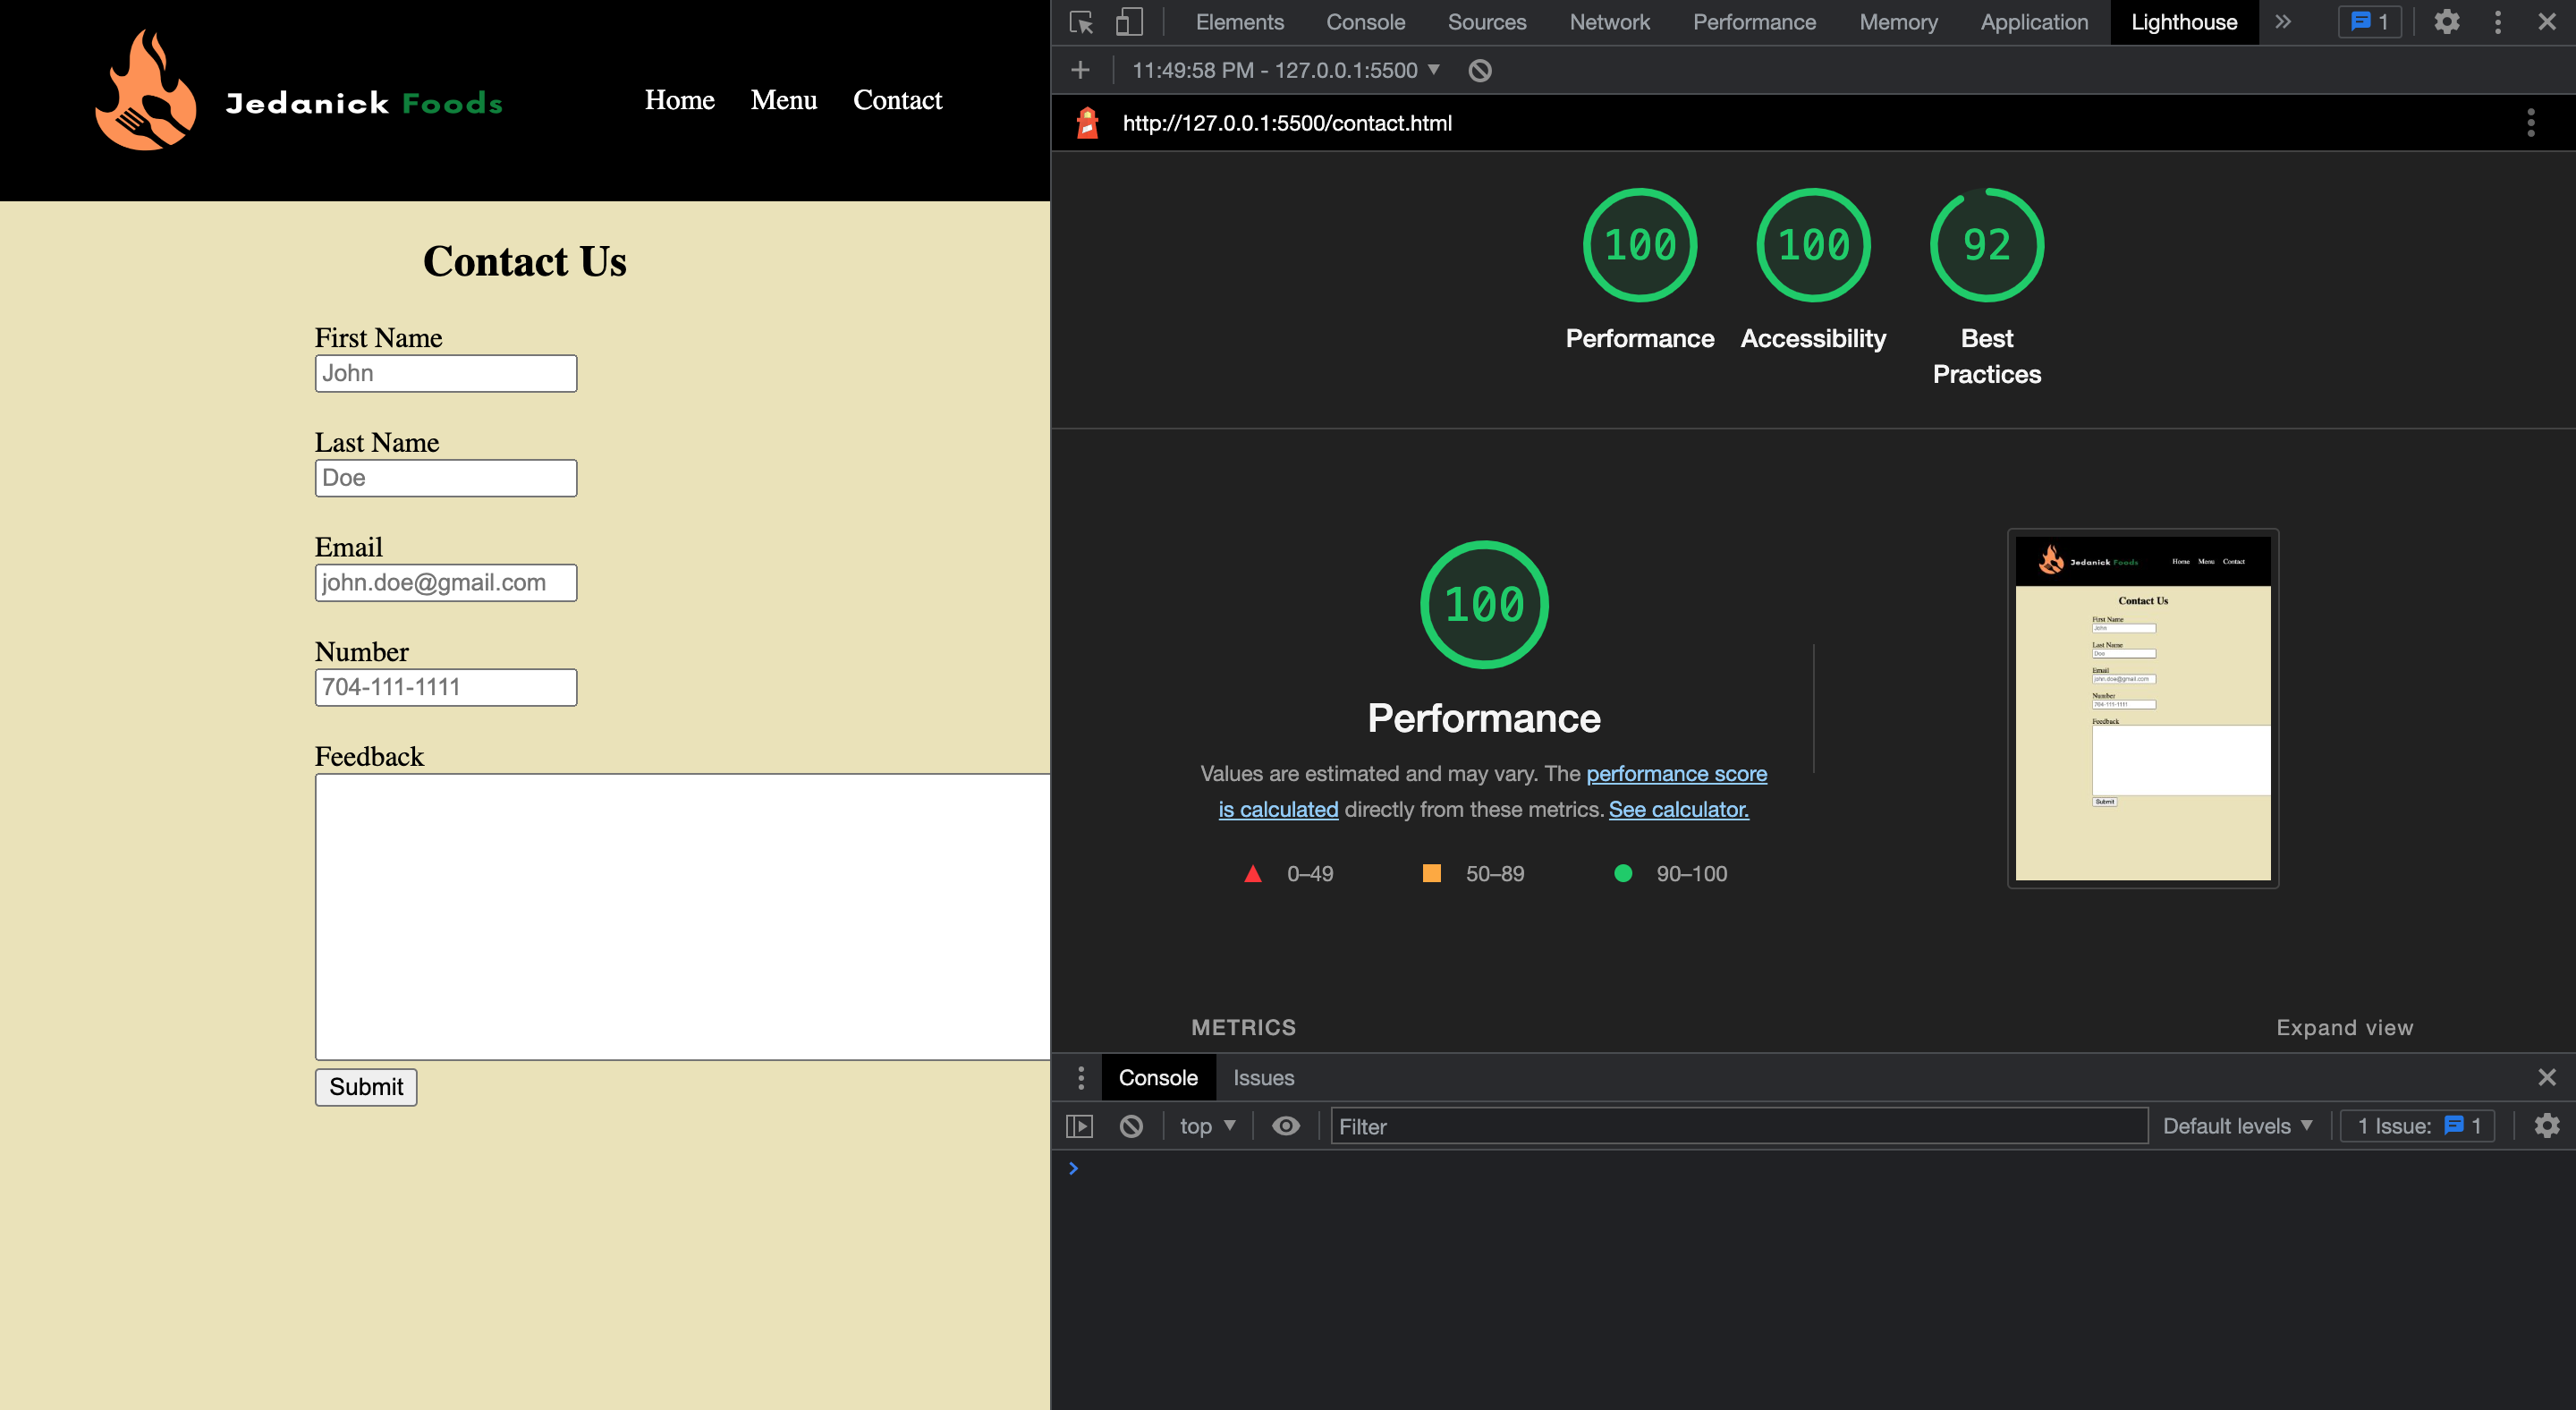 Jedanick Foods
Home Menu Contact
Contact Us
First Name
John
Last Name
Doe
Email
john.doe@gmail.com
Number
704-111-1111
Feedback
Submit
Elements Console Sources Network Performance Memory Application Lighthouse 1
11:49:58 PM - 127.0.0.1:5500
http://127.0.0.1:5500/contact.html
100 100 92
Performance Accessibility Best
Practices
100
Performance
Values are estimated and may vary. The performance score
is calculated directly from these metrics. See calculator.
0–49 50–89 90–100
Jedanick Foods Home Menu Contact
Contact Us
First Name
John
Last Name
Doe
Email
john.doe@gmail.com
Number
704-111-1111
Feedback
Submit
METRICS Expand view
Console Issues
top Filter Default levels 1 Issue: 1